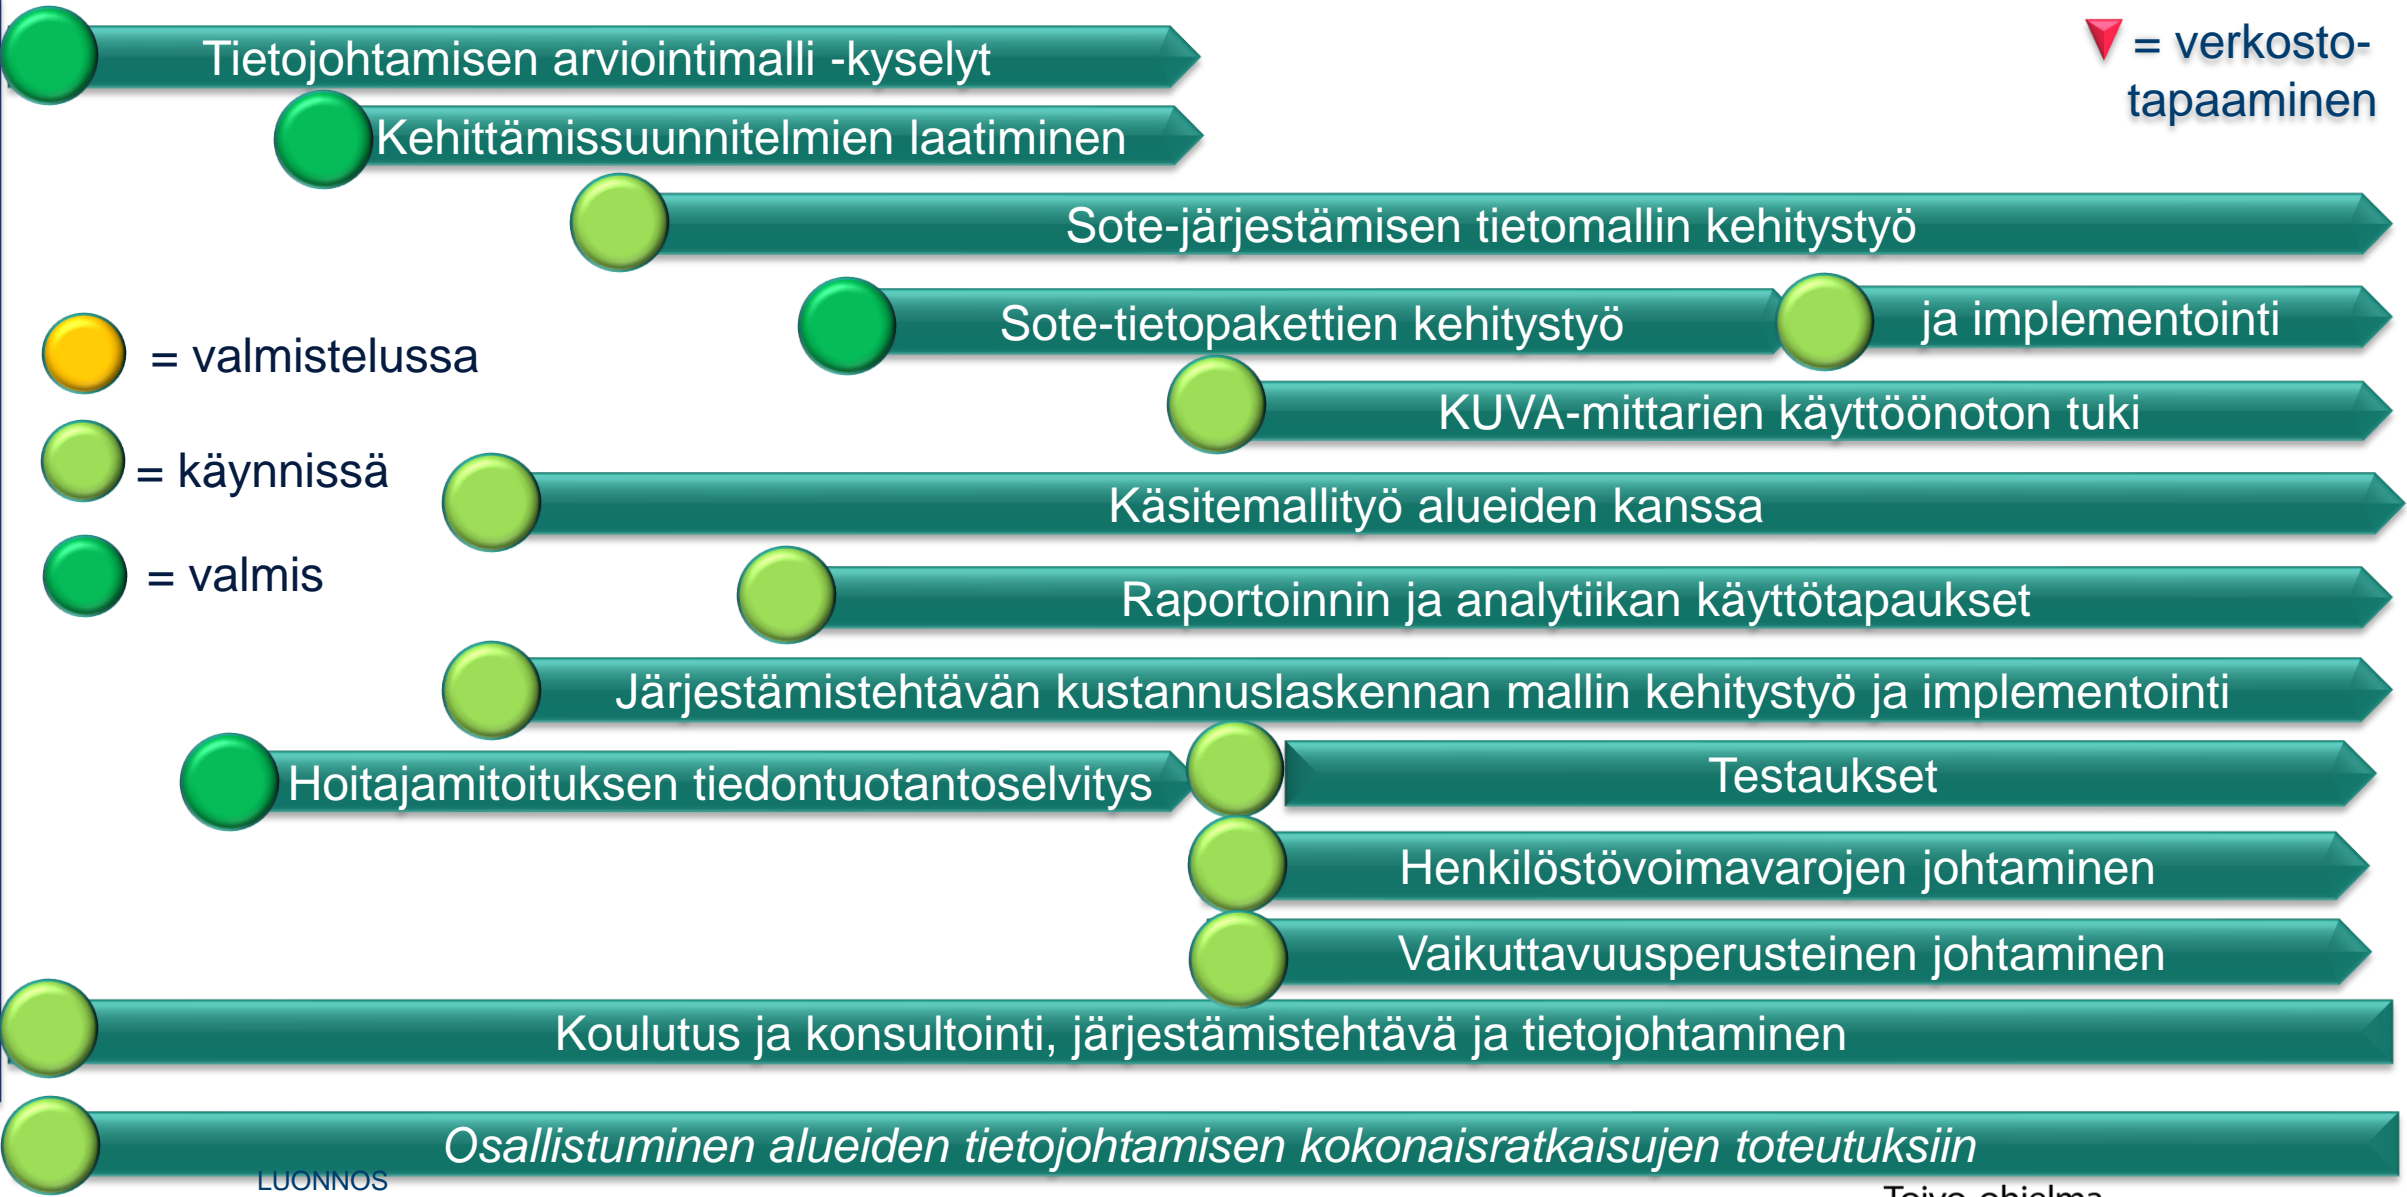 Tietojohtamisen arviointimalli -kyselyt
= verkosto-
tapaaminen
Kehittämissuunnitelmien laatiminen
Sote-järjestämisen tietomallin kehitystyö
Sote-tietopakettien kehitystyö
ja implementointi
= valmistelussa
KUVA-mittarien käyttöönoton tuki
= käynnissä
Käsitemallityö alueiden kanssa
= valmis
Raportoinnin ja analytiikan käyttötapaukset
Järjestämistehtävän kustannuslaskennan mallin kehitystyö ja implementointi
Hoitajamitoituksen tiedontuotantoselvitys
Testaukset
Henkilöstövoimavarojen johtaminen
Vaikuttavuusperusteinen johtaminen
Koulutus ja konsultointi, järjestämistehtävä ja tietojohtaminen
Osallistuminen alueiden tietojohtamisen kokonaisratkaisujen toteutuksiin
LUONNOS
Toivo-ohjelma